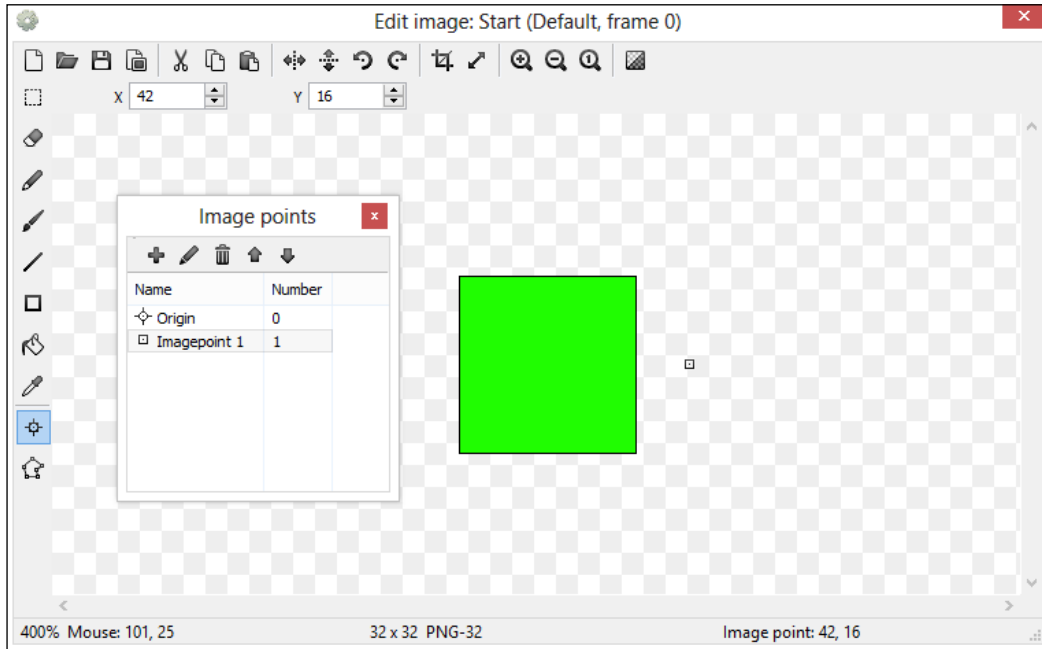 Edit image: Start (Default, frame 0)
X 42 Y 16
Image points
Name Number
Origin 0
Imagepoint 1 1
400% Mouse: 101, 25 32 x 32 PNG-32 Image point: 42, 16